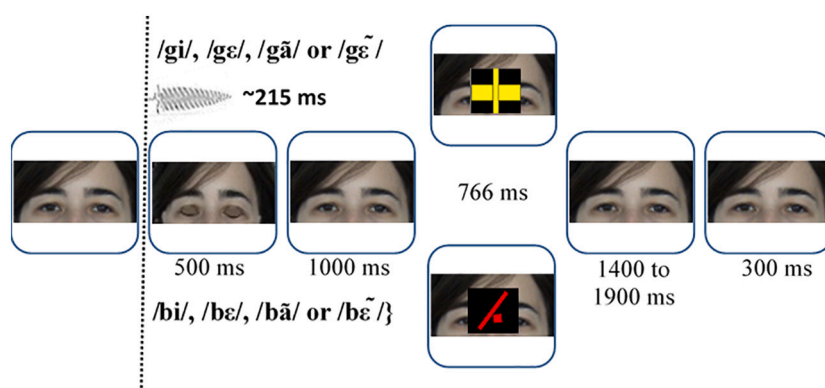 /gi/, /gɛ/, /gã/ or /gɛ̃ /
~215 ms
766 ms
500 ms
1000 ms
1400 to
1900 ms
300 ms
/bi/, /bɛ/, /bã/ or /bɛ̃ /}